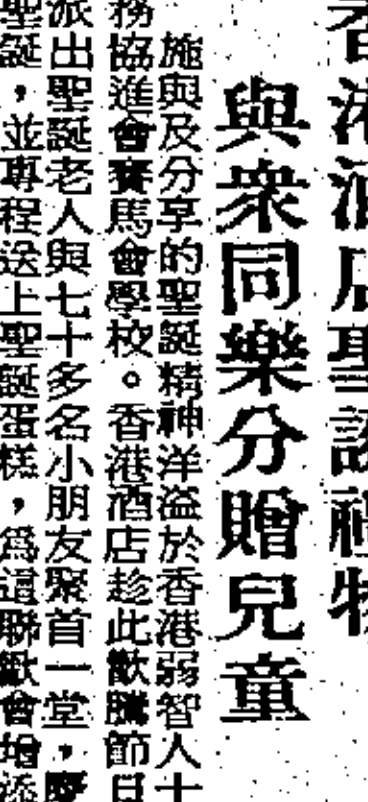 香港酒店聖誕禮物
與衆同樂分贈兒童
施與及分享的聖誕精神洋溢於香港弱智人士
務協進會賽馬會學校。香港酒店趁此歡騰節日
派出聖誕老人與七十多名小朋友聚首一堂，慶
聖誕，並專程送上聖誕蛋糕，爲這聯歡會增添